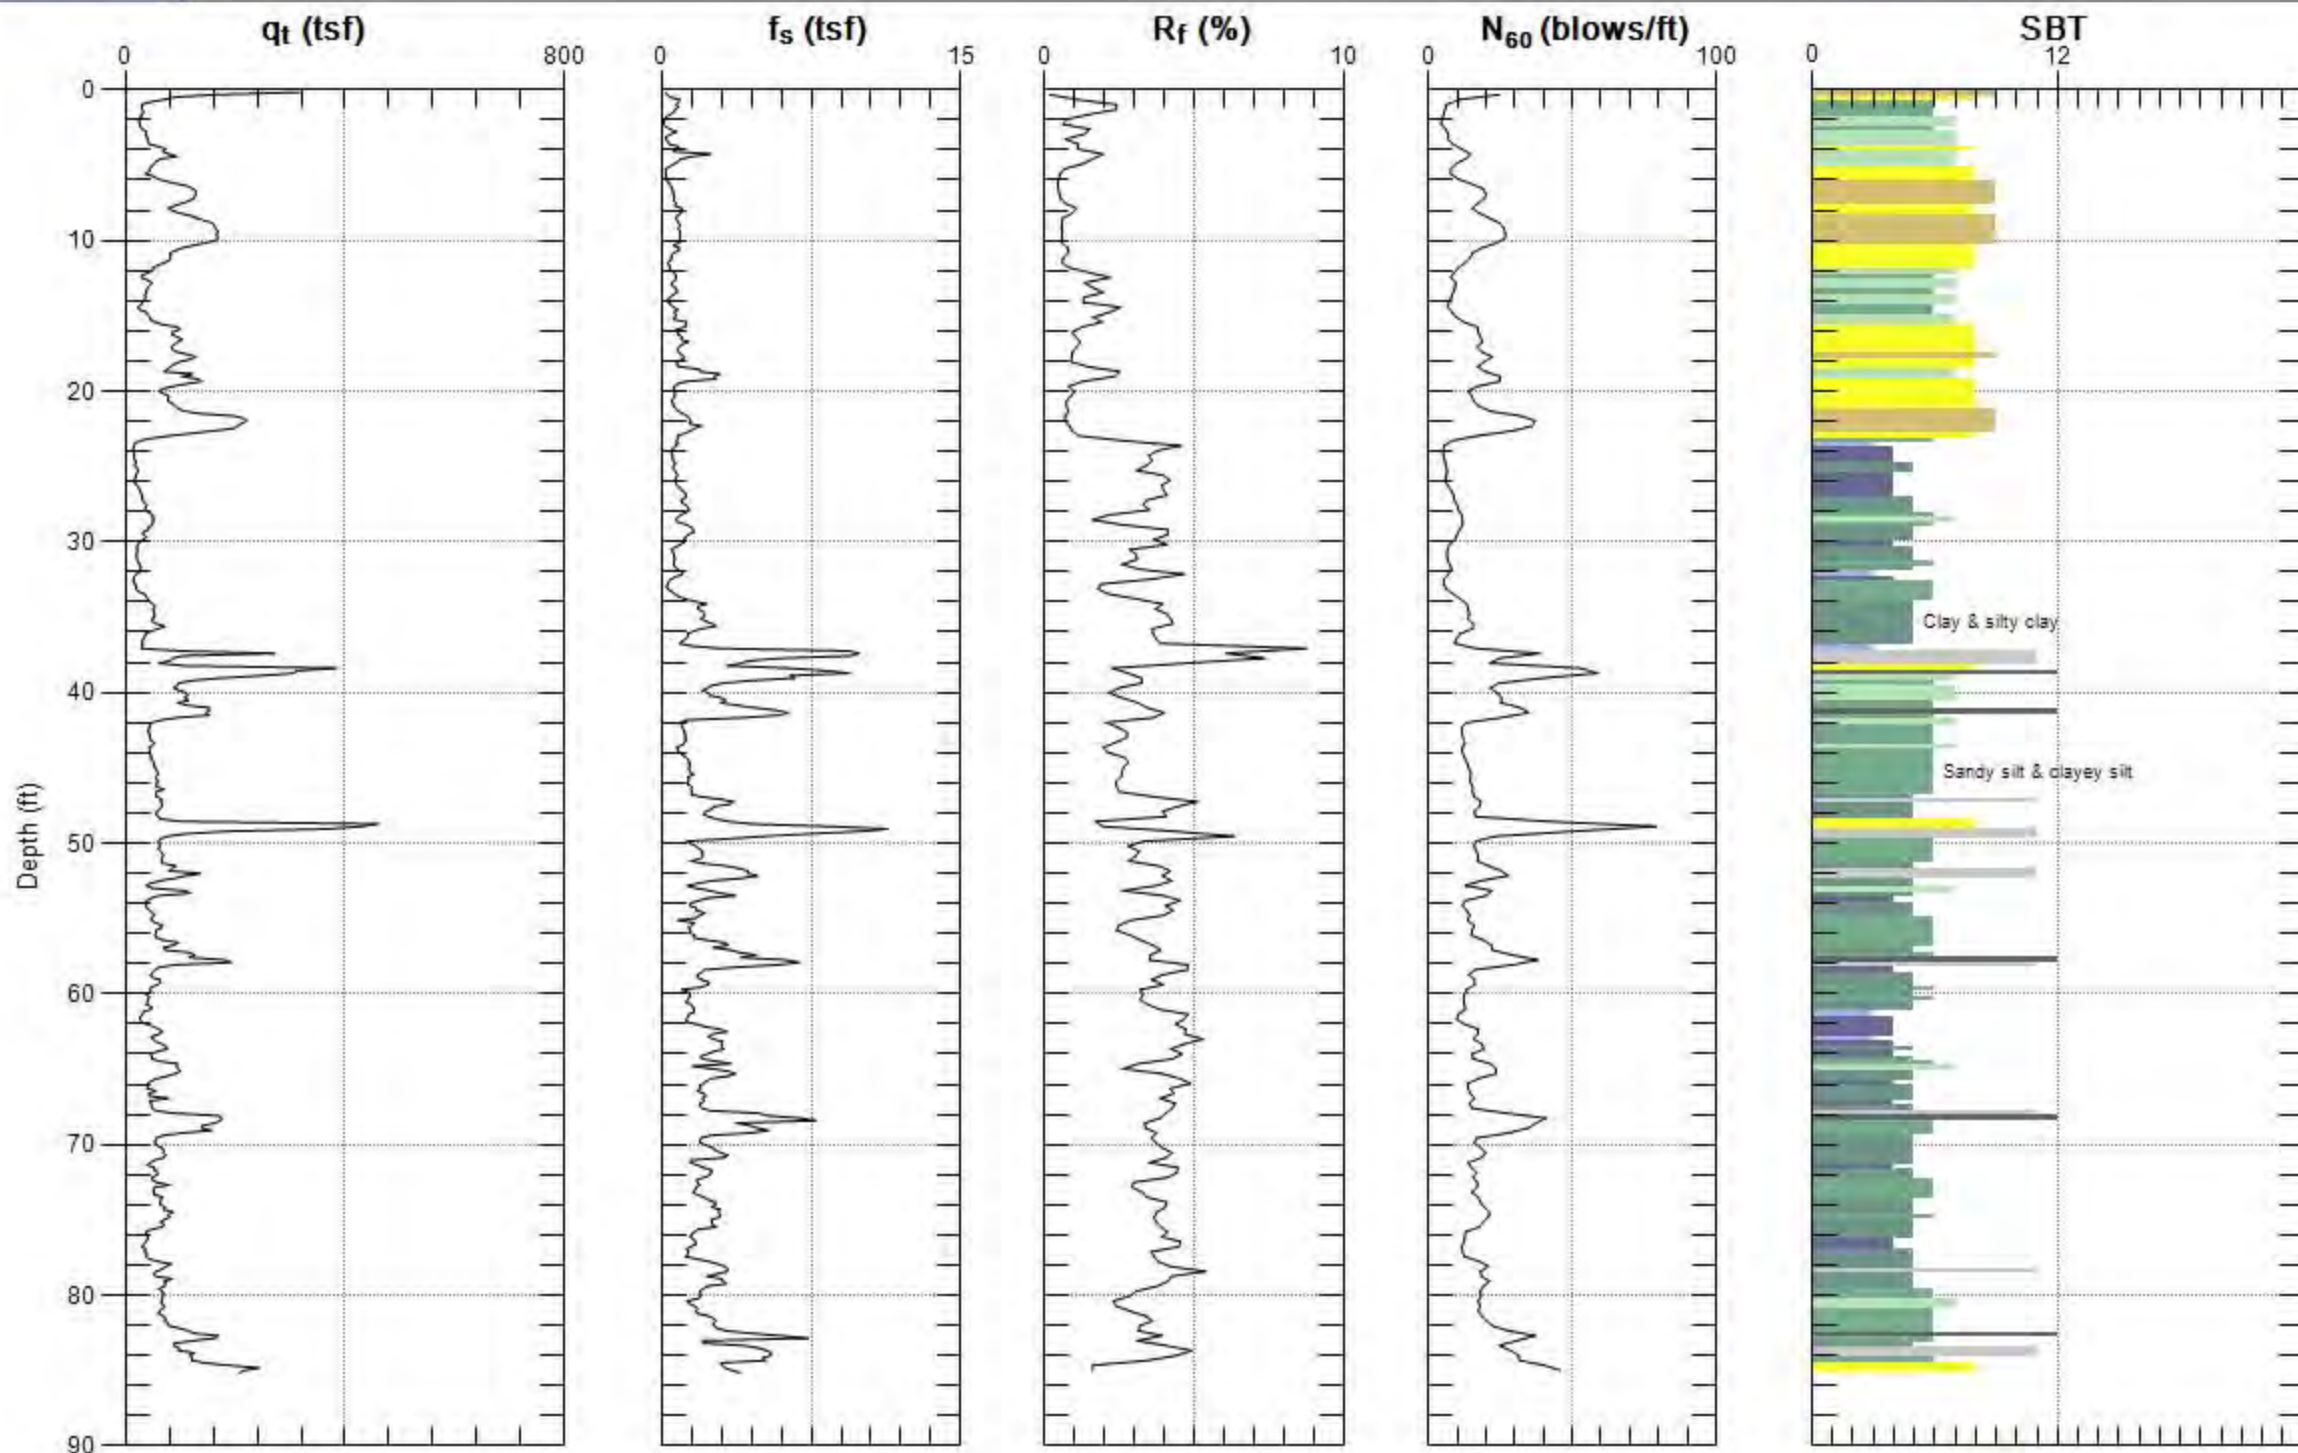 qt (tsf) fs (tsf) Rf (%) N60 (blows/ft) SBT
0 800 0 15 0 10 0 100 0 12
0
10
20
30
Clay & silty clay
40
Sandy silt & clayey silt
Depth (ft)
50
60
70
80
90